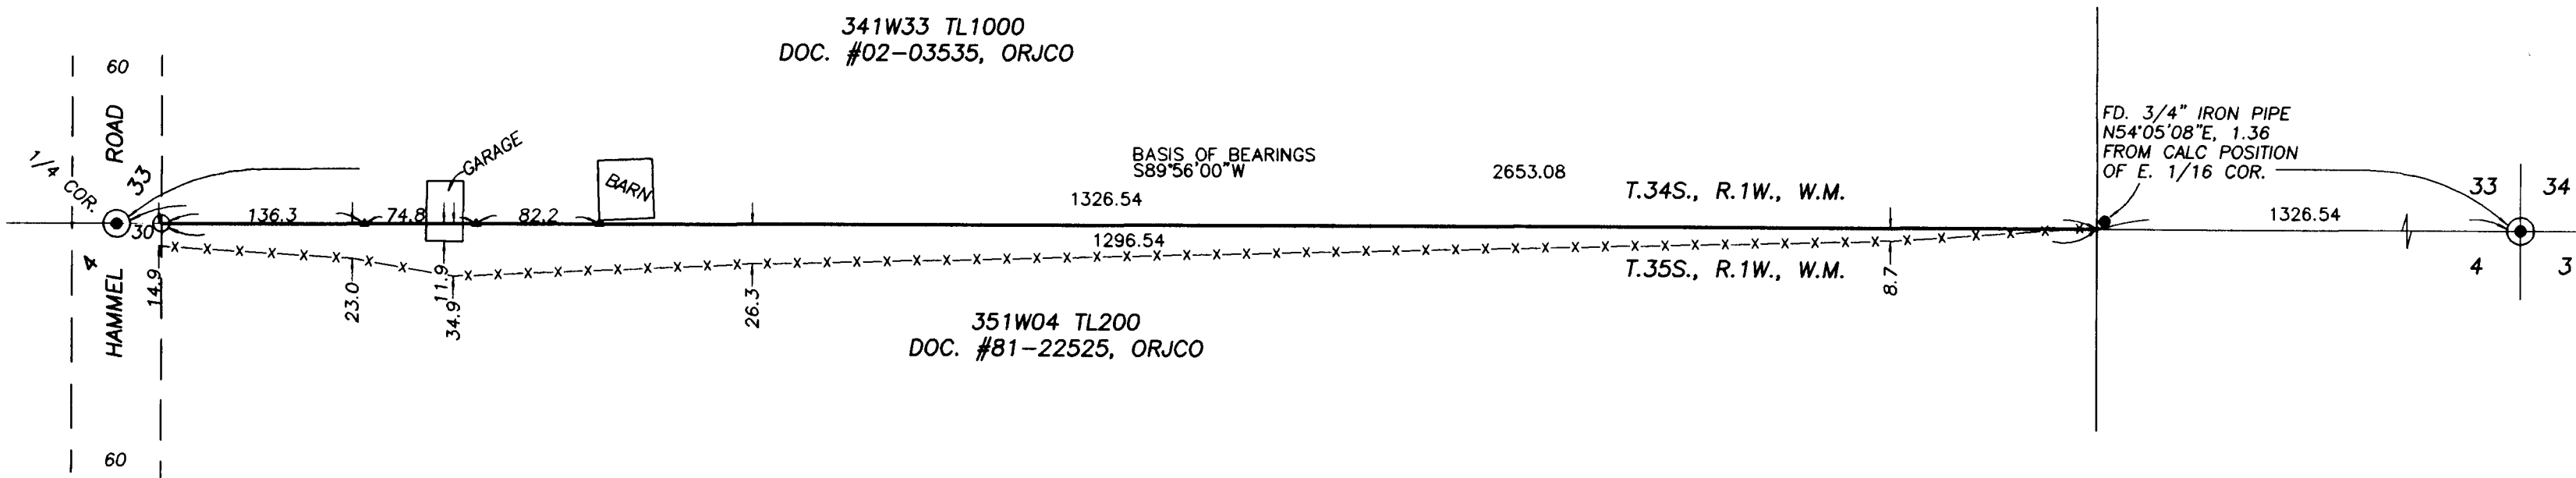 341W33 TL1000
DOC. #02-03535, ORJCO
60
HAMMEL ROAD
1/4 COR.
33
4
30
136.3
74.8
82.2
GARAGE
BARN
BASIS OF BEARINGS
S89°56'00"W
2653.08
1326.54
1296.54
T.34S., R.1W., W.M.
T.35S., R.1W., W.M.
FD. 3/4" IRON PIPE
N54°05'08"E, 1.36
FROM CALC POSITION
OF E. 1/16 COR.
33 34
1326.54
4 3
14.9
23.0
11.9
34.9
26.3
8.7
351W04 TL200
DOC. #81-22525, ORJCO
60